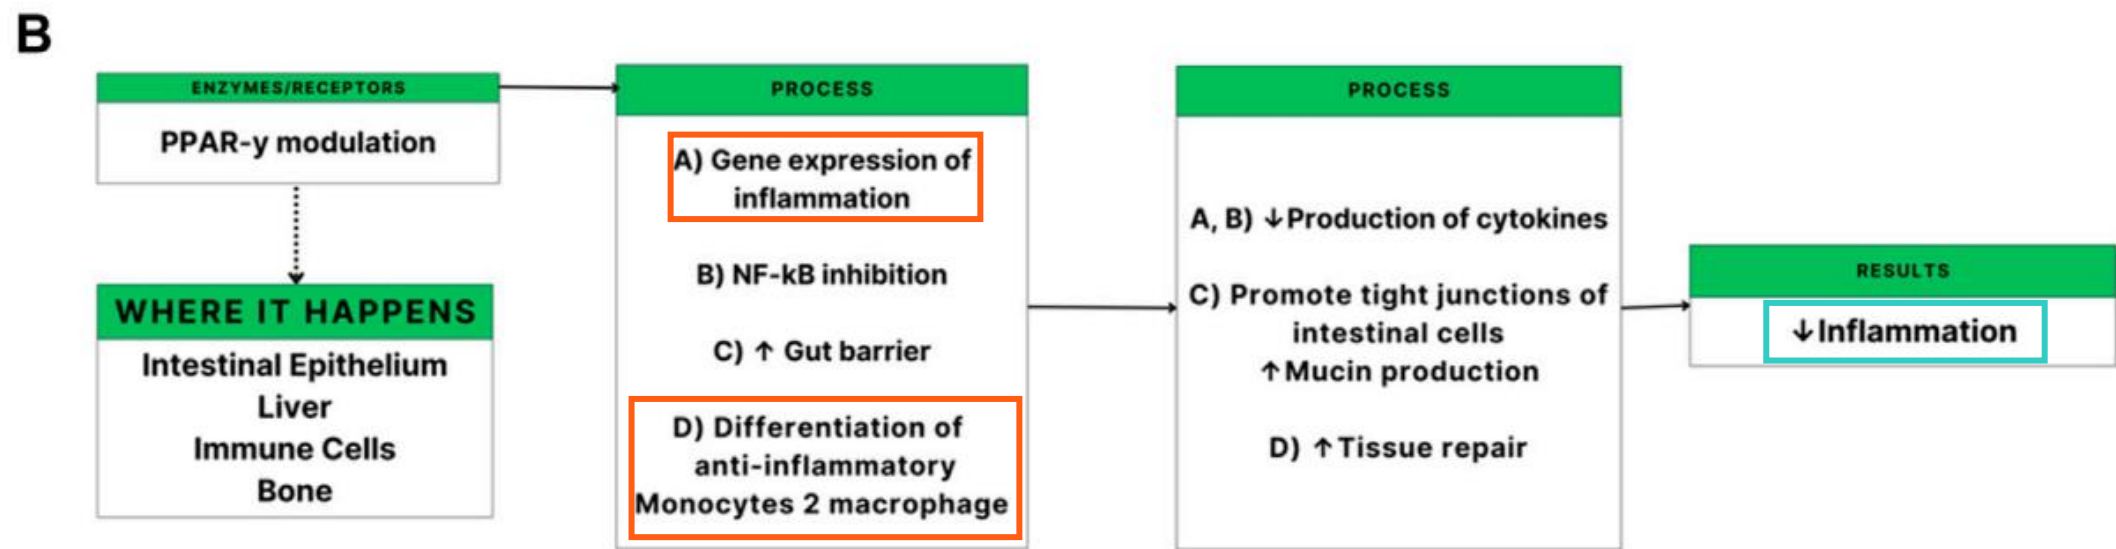 B
ENZYMES/RECEPTORS
PPAR-y modulation
WHERE IT HAPPENS
Intestinal Epithelium
Liver
Immune Cells
Bone
PROCESS
A) Gene expression of
inflammation
B) NF-kB inhibition
C) ↑ Gut barrier
D) Differentiation of
anti-inflammatory
Monocytes 2 macrophage
PROCESS
A, B) ↓Production of cytokines
C) Promote tight junctions of
intestinal cells
↑Mucin production
D) ↑Tissue repair
RESULTS
↓Inflammation